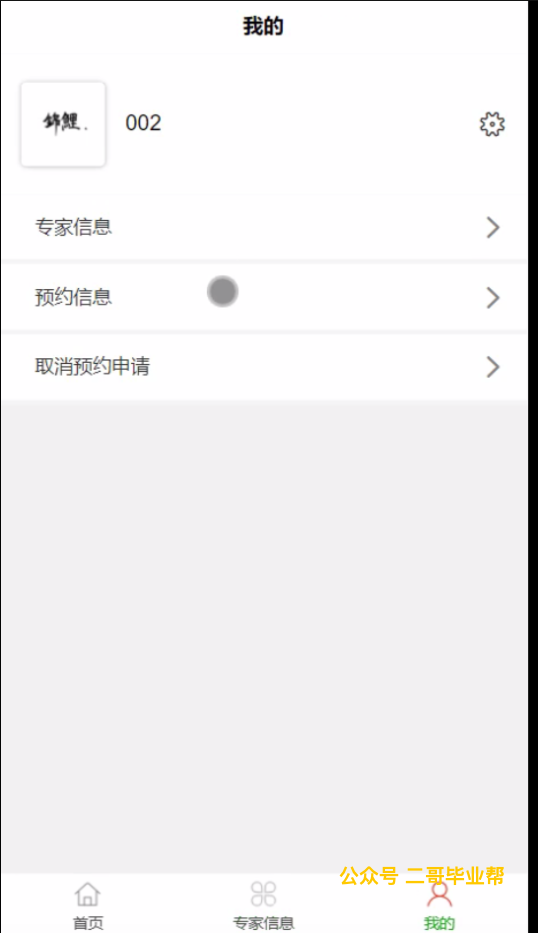 我的
錦鲤.
002
专家信息
预约信息
取消预约申请
公众号 二哥毕业帮
首页
专家信息
我的